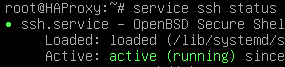 root@HAProxy:~# service ssh status
● ssh.service - OpenBSD Secure Shel
Loaded: loaded (/lib/systemd/s
Active: active (running) since